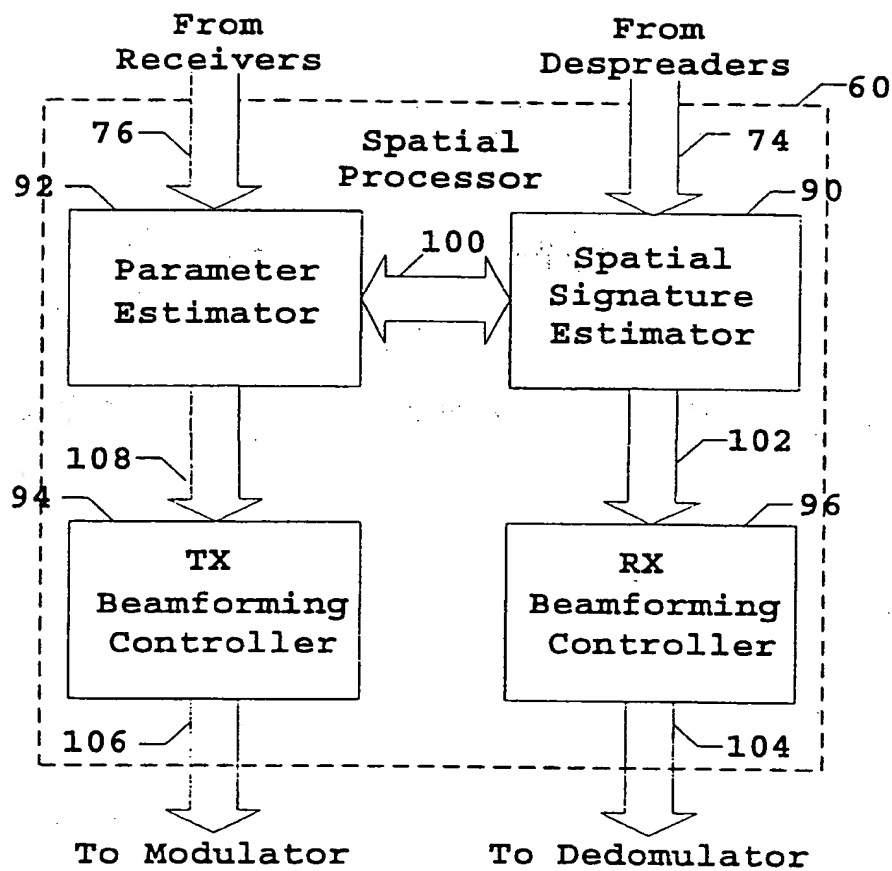 From
Receivers
From
Despreaders
60
76
Spatial
Processor
74
92
90
Parameter
Estimator
100
Spatial
Signature
Estimator
108
102
94
96
TX
Beamforming
Controller
RX
Beamforming
Controller
106
104
To Modulator
To Dedomulator